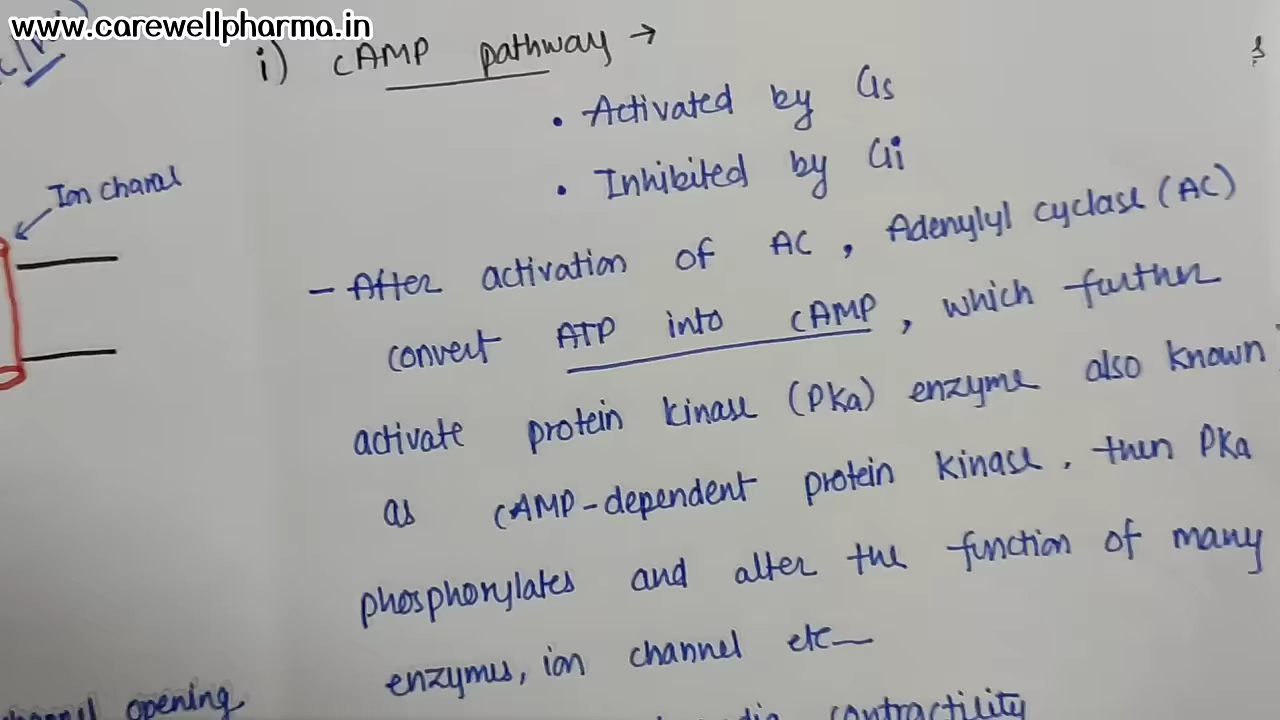 www.carewellpharma.in
i) cAMP pathway →
• Activated by Gs
• Inhibited by Gi
Ion channel
- After activation of AC, Adenylyl cyclase (AC)
convert ATP into cAMP, which further
activate protein kinase (PKa) enzyme also known
as cAMP-dependent protein kinase. then PKa
phosphorylates and alter the function of many
enzymes, ion channel etc—
opening
contractility